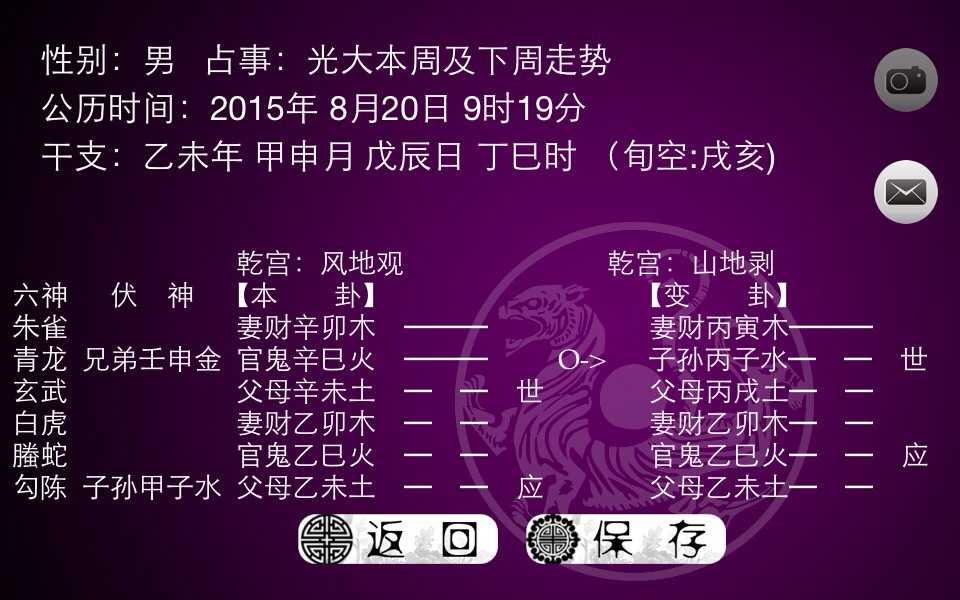 性别：男 占事：光大本周及下周走势
公历时间：2015年 8月20日 9时19分
干支：乙未年 甲申月 戊辰日 丁巳时 （旬空:戌亥)
乾宫：风地观 乾宫：山地剥
六神 伏 神 【本 卦】 【变 卦】
朱雀 妻财辛卯木 妻财丙寅木
青龙 兄弟壬申金 官鬼辛巳火 O-> 子孙丙子水 世
玄武 父母辛未土 世 父母丙戌土
白虎 妻财乙卯木 妻财乙卯木
螣蛇 官鬼乙巳火 官鬼乙巳火 应
勾陈 子孙甲子水 父母乙未土 应 父母乙未土
返 回 保 存